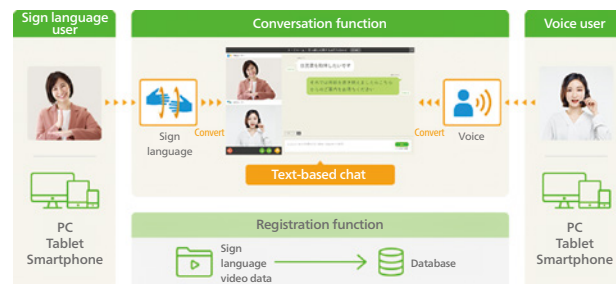 Sign language
user
Conversation function
Voice user
Sign
language
Convert
Convert
Voice
Text-based chat
PC
Tablet
Smartphone
Registration function
Sign
language
video data
Database
PC
Tablet
Smartphone